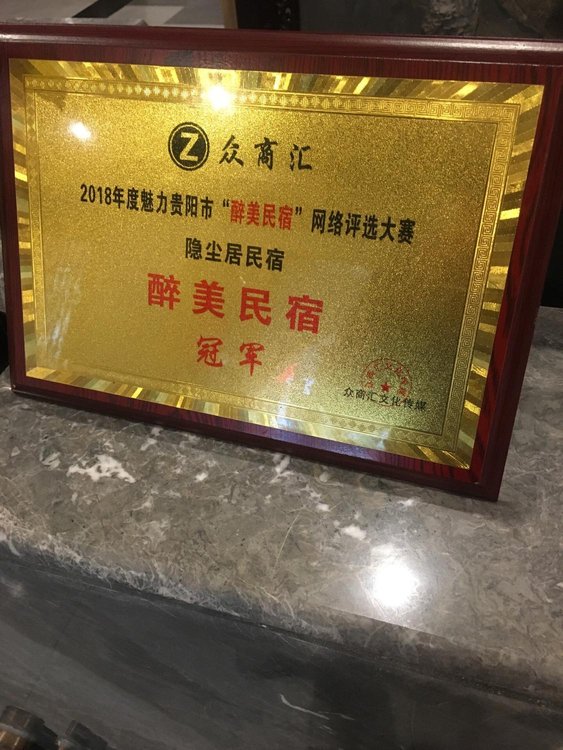 Z 众商汇
2018年度魅力贵阳市“醉美民宿”网络评选大赛
隐尘居民宿
醉美民宿
冠军
众商汇文化传媒